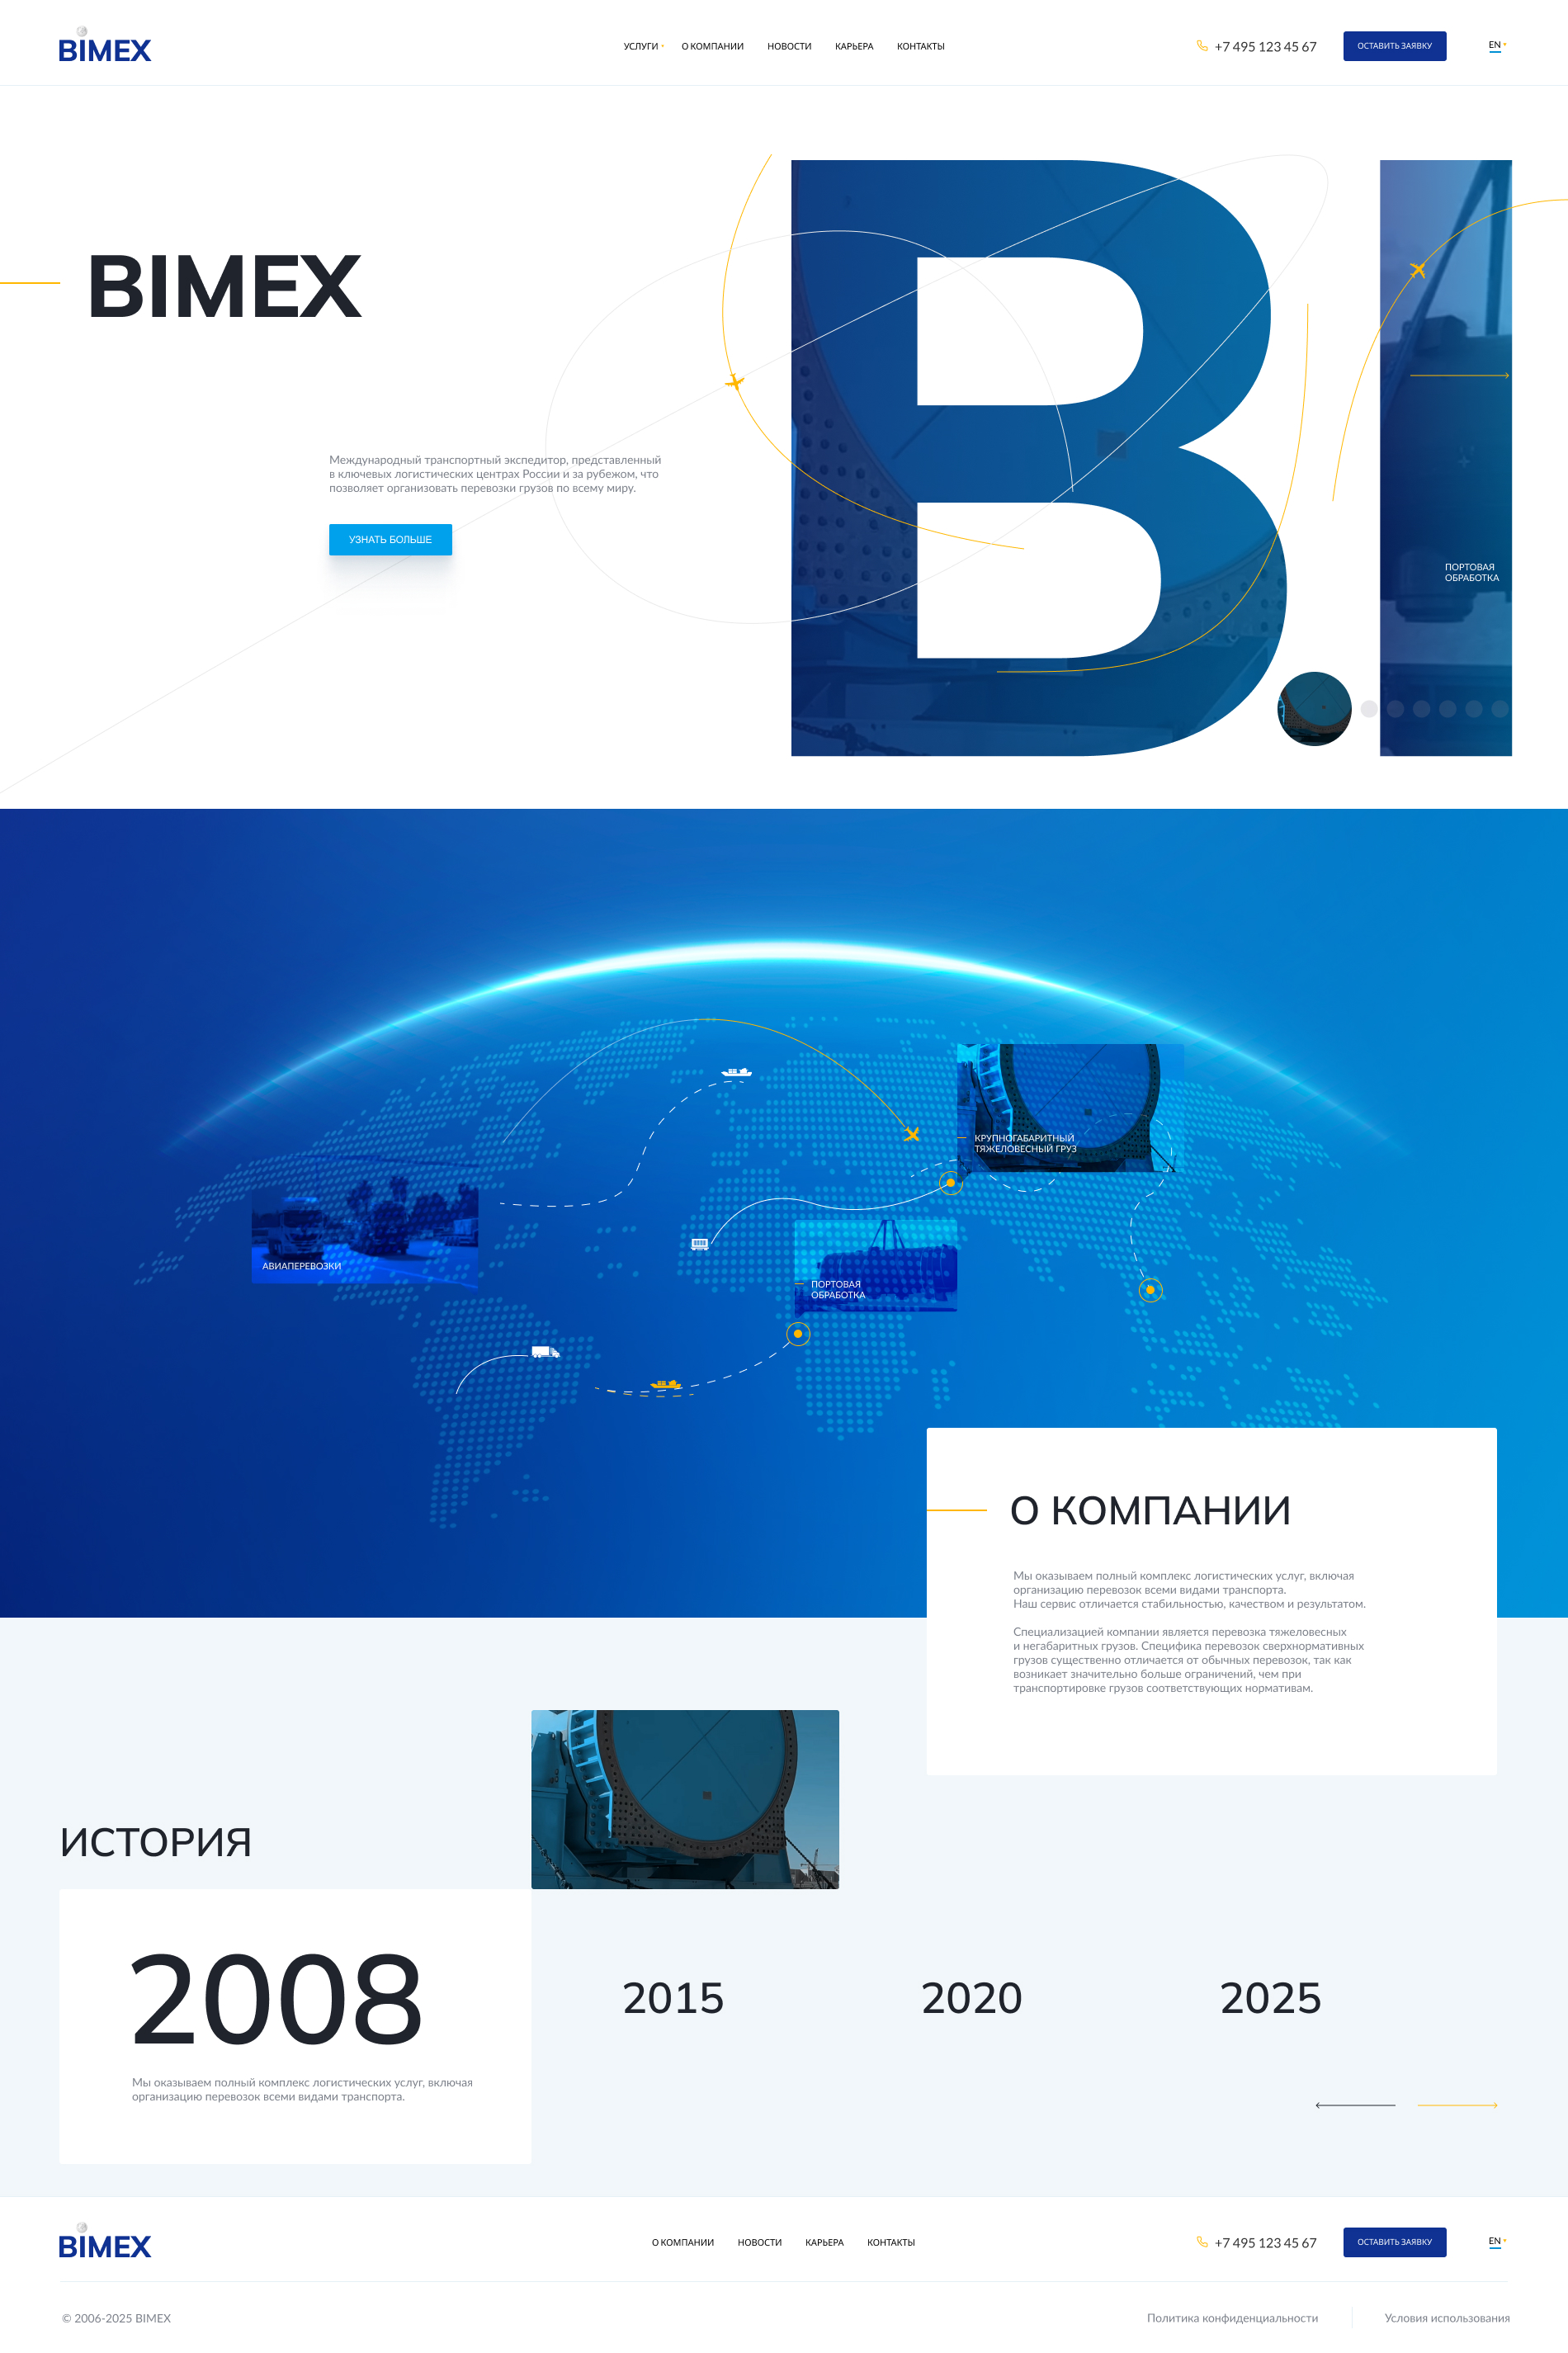 BIMEX
УСЛУГИ
О КОМПАНИИ
НОВОСТИ
КАРЬЕРА
КОНТАКТЫ
+7 495 123 45 67
ОСТАВИТЬ ЗАЯВКУ
EN
BIMEX
Международный транспортный экспедитор, представленный
в ключевых логистических центрах России и за рубежом, что
позволяет организовать перевозки грузов по всему миру.
УЗНАТЬ БОЛЬШЕ
B
ПОРТОВАЯ
ОБРАБОТКА
КРУПНОГАБАРИТНЫЙ
ТЯЖЕЛОВЕСНЫЙ ГРУЗ
АВИАПЕРЕВОЗКИ
ПОРТОВАЯ
ОБРАБОТКА
О КОМПАНИИ
Мы оказываем полный комплекс логистических услуг, включая
организацию перевозок всеми видами транспорта.
Наш сервис отличается стабильностью, качеством и результатом.
Специализацией компании является перевозка тяжеловесных
и негабаритных грузов. Специфика перевозок сверхнормативных
грузов существенно отличается от обычных перевозок, так как
возникает значительно больше ограничений, чем при
транспортировке грузов соответствующих нормативам.
ИСТОРИЯ
2008
Мы оказываем полный комплекс логистических услуг, включая
организацию перевозок всеми видами транспорта.
2015
2020
2025
BIMEX
О КОМПАНИИ
НОВОСТИ
КАРЬЕРА
КОНТАКТЫ
+7 495 123 45 67
ОСТАВИТЬ ЗАЯВКУ
EN
© 2006-2025 BIMEX
Политика конфиденциальности
Условия использования